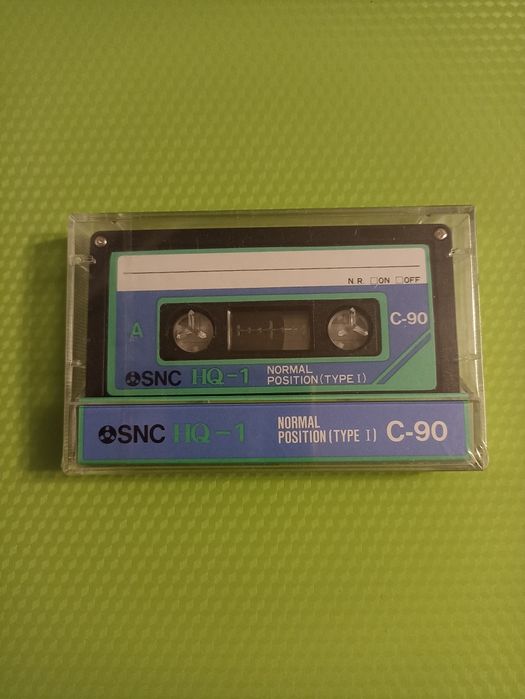 N.R. ☐ON ☐OFF
A
C-90
SNC HQ-1 NORMAL
POSITION(TYPE I)
SNC HQ-1 NORMAL
POSITION(TYPE I) C-90